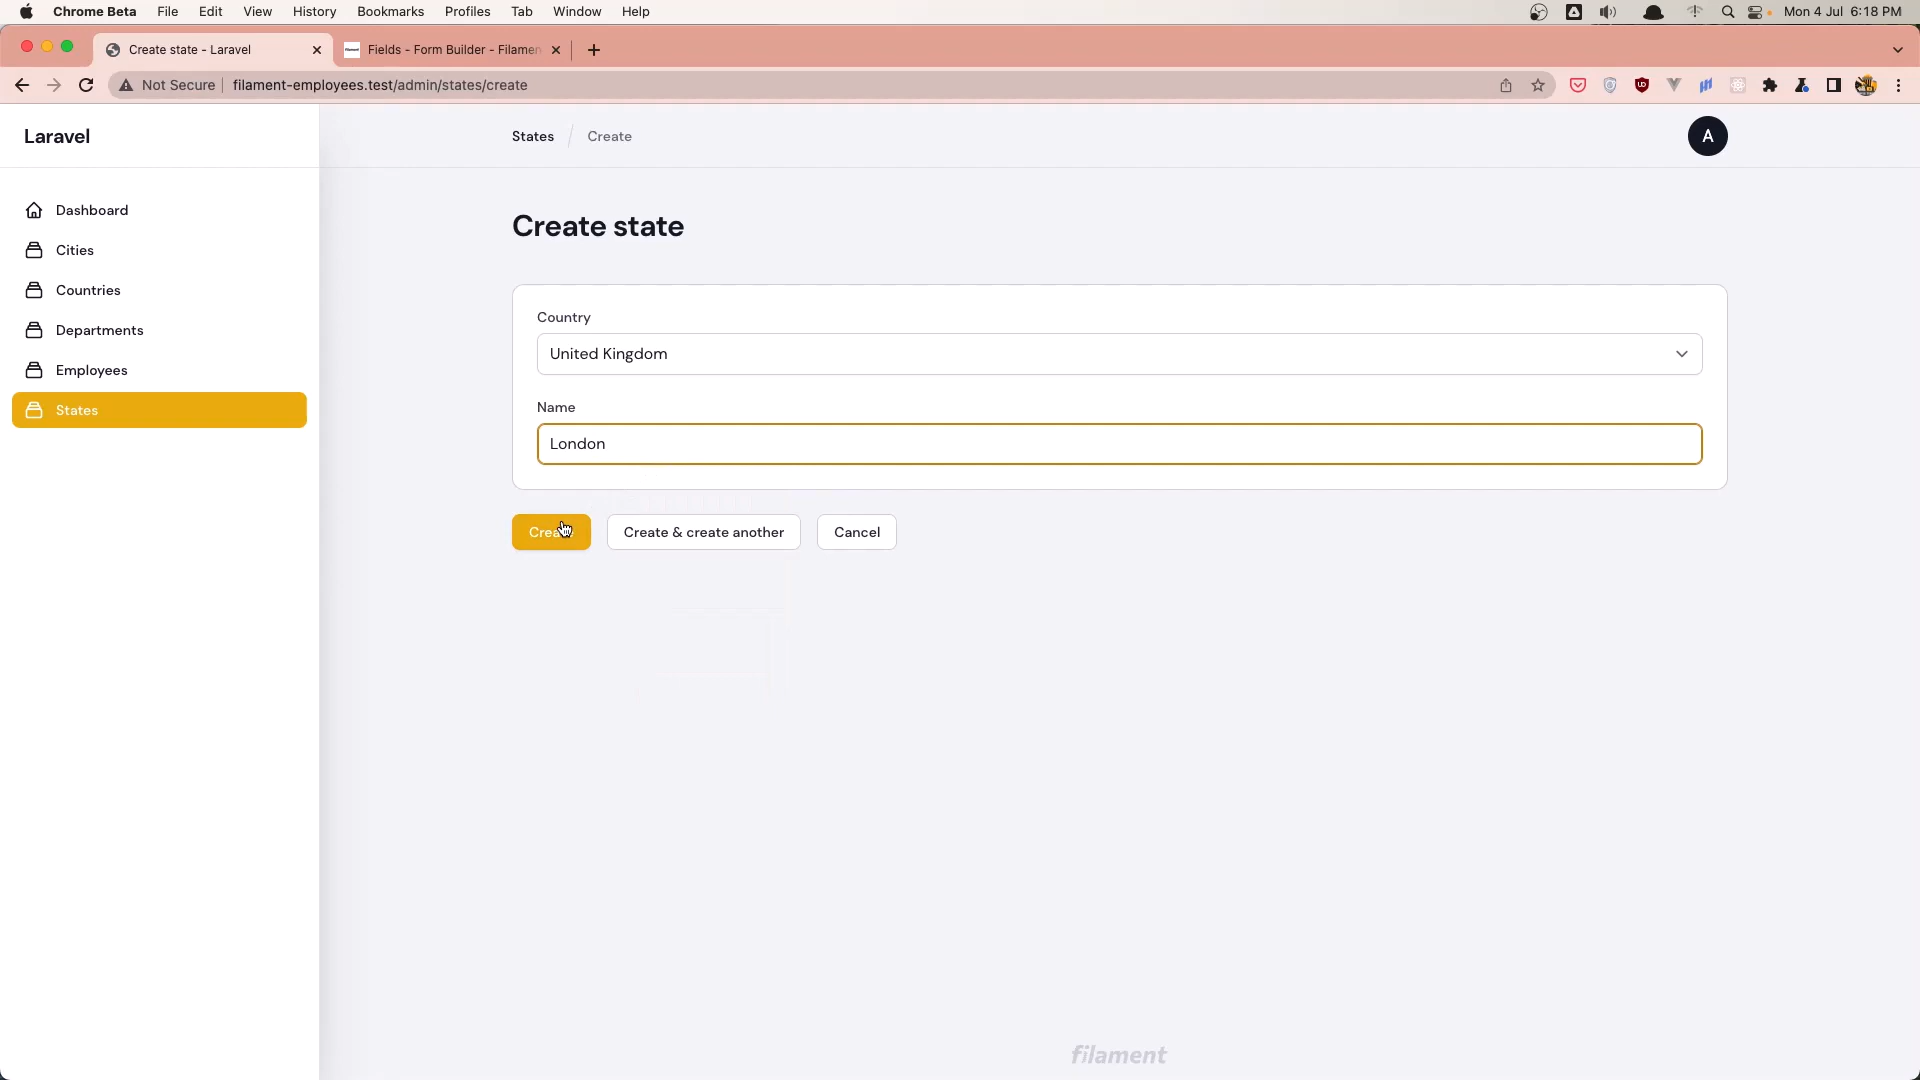 Chrome Beta File Edit View History Bookmarks Profiles Tab Window Help Mon 4 Jul 6:18 PM
Create state - Laravel Fields - Form Builder - Filamen
Not Secure filament-employees.test/admin/states/create
Laravel
States Create
A
Dashboard
Cities
Countries
Departments
Employees
States
Create state
Country
United Kingdom
Name
London
Create & create another Cancel
filament